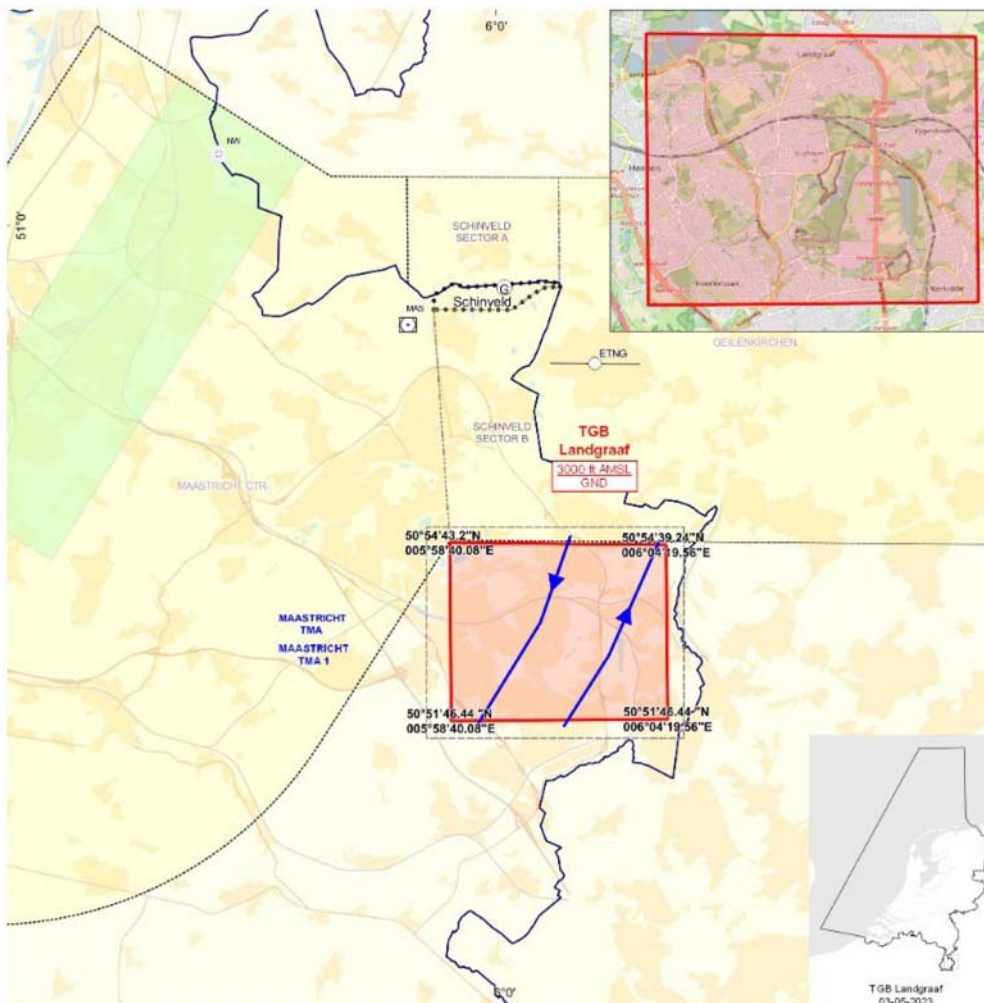 6°0'
51°0'
NW
SCHINVELD
SECTOR A
G
Schinveld
MAS
ETNG
GEILENKIRCHEN
SCHINVELD
SECTOR B
TGB
Landgraaf
3000 ft AMSL
GND
MAASTRICHT CTR
50°54'43.2"N
005°58'40.08"E
50°54'39.24"N
006°04'19.56"E
MAASTRICHT
TMA
MAASTRICHT
TMA 1
50°51'46.44"N
005°58'40.08"E
50°51'46.44"N
006°04'19.56"E
6°0'
Landgraaf
Kerkrade
TGB Landgraaf
03-05-2023